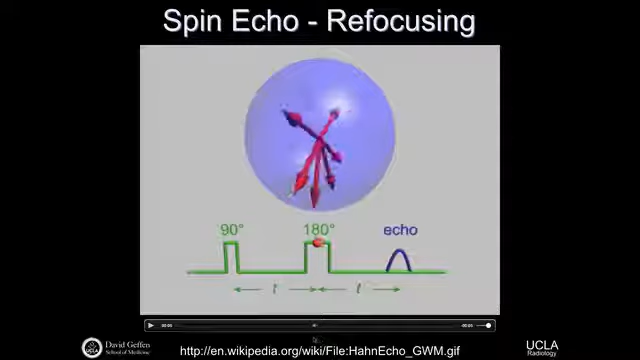 Spin Echo - Refocusing
90°
180°
echo
t
t
David Geffen
School of Medicine
UCLA
http://en.wikipedia.org/wiki/File:HahnEcho_GWM.gif
UCLA
Radiology